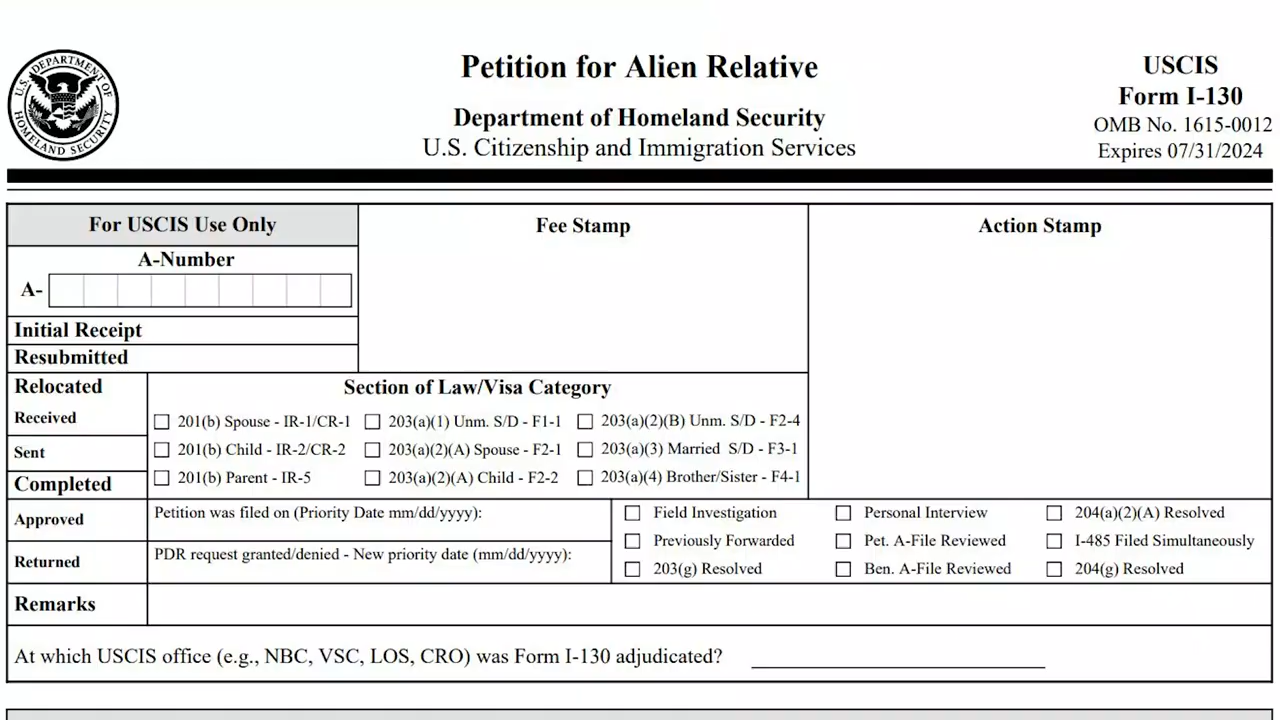 U.S. DEPARTMENT OF HOMELAND SECURITY
Petition for Alien Relative
Department of Homeland Security
U.S. Citizenship and Immigration Services
USCIS
Form I-130
OMB No. 1615-0012
Expires 07/31/2024
For USCIS Use Only
A-Number
A-
Initial Receipt
Resubmitted
Fee Stamp
Action Stamp
Relocated
Received
Sent
Completed
Approved
Returned
Section of Law/Visa Category
201(b) Spouse - IR-1/CR-1
203(a)(1) Unm. S/D - F1-1
203(a)(2)(B) Unm. S/D - F2-4
201(b) Child - IR-2/CR-2
203(a)(2)(A) Spouse - F2-1
203(a)(3) Married S/D - F3-1
201(b) Parent - IR-5
203(a)(2)(A) Child - F2-2
203(a)(4) Brother/Sister - F4-1
Petition was filed on (Priority Date mm/dd/yyyy):
PDR request granted/denied - New priority date (mm/dd/yyyy):
Field Investigation
Personal Interview
204(a)(2)(A) Resolved
Previously Forwarded
Pet. A-File Reviewed
I-485 Filed Simultaneously
203(g) Resolved
Ben. A-File Reviewed
204(g) Resolved
Remarks
At which USCIS office (e.g., NBC, VSC, LOS, CRO) was Form I-130 adjudicated?